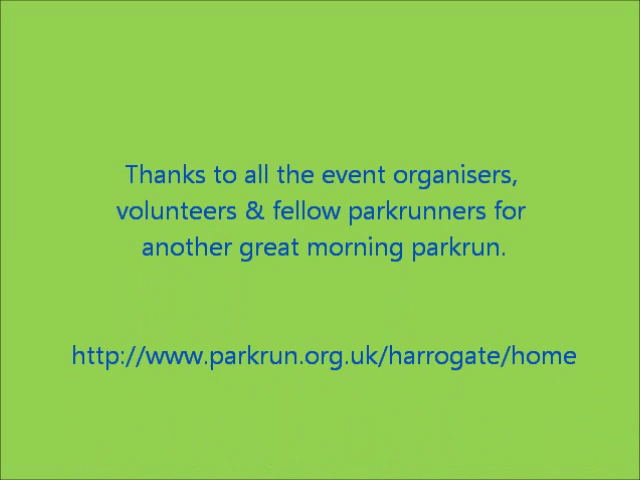 Thanks to all the event organisers,
volunteers & fellow parkrunners for
another great morning parkrun.
http://www.parkrun.org.uk/harrogate/home